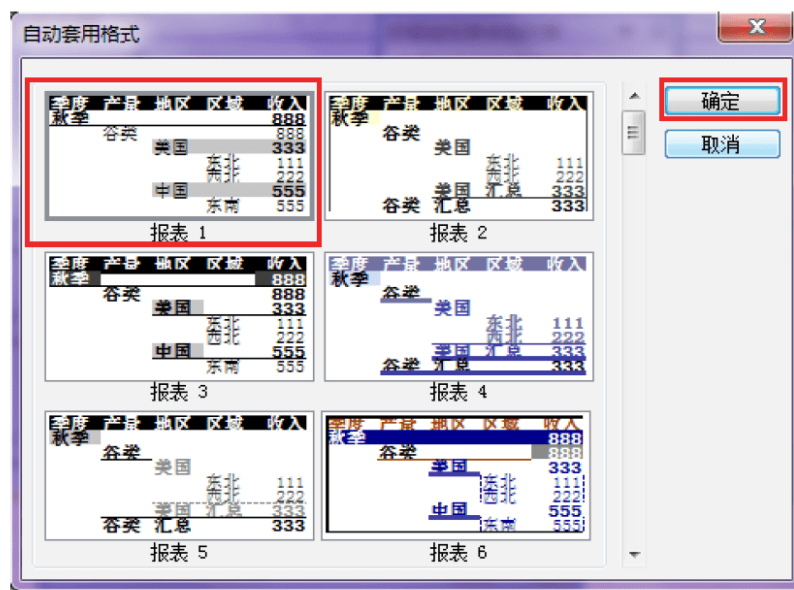 自动套用格式
季度 产品 地区 区域 收入
秋季 888
谷类 888
美国 333
东北 111
西北 222
中国 555
东南 555
报表 1
季度 产品 地区 区域 收入
秋季
谷类
美国
东北 111
西北 222
美国 汇总 333
谷类 汇总 333
报表 2
确定
取消
季度 产品 地区 区域 收入
秋季 888
谷类 888
美国 333
东北 111
西北 222
中国 555
东南 555
报表 3
季度 产品 地区 区域 收入
秋季
谷类
美国
东北 111
西北 222
美国 汇总 333
谷类 汇总 333
报表 4
季度 产品 地区 区域 收入
秋季
谷类
美国
东北 111
西北 222
美国 汇总 333
谷类 汇总 333
报表 5
季度 产品 地区 区域 收入
秋季 888
谷类 888
美国 333
东北 111
西北 222
中国 555
东南 555
报表 6